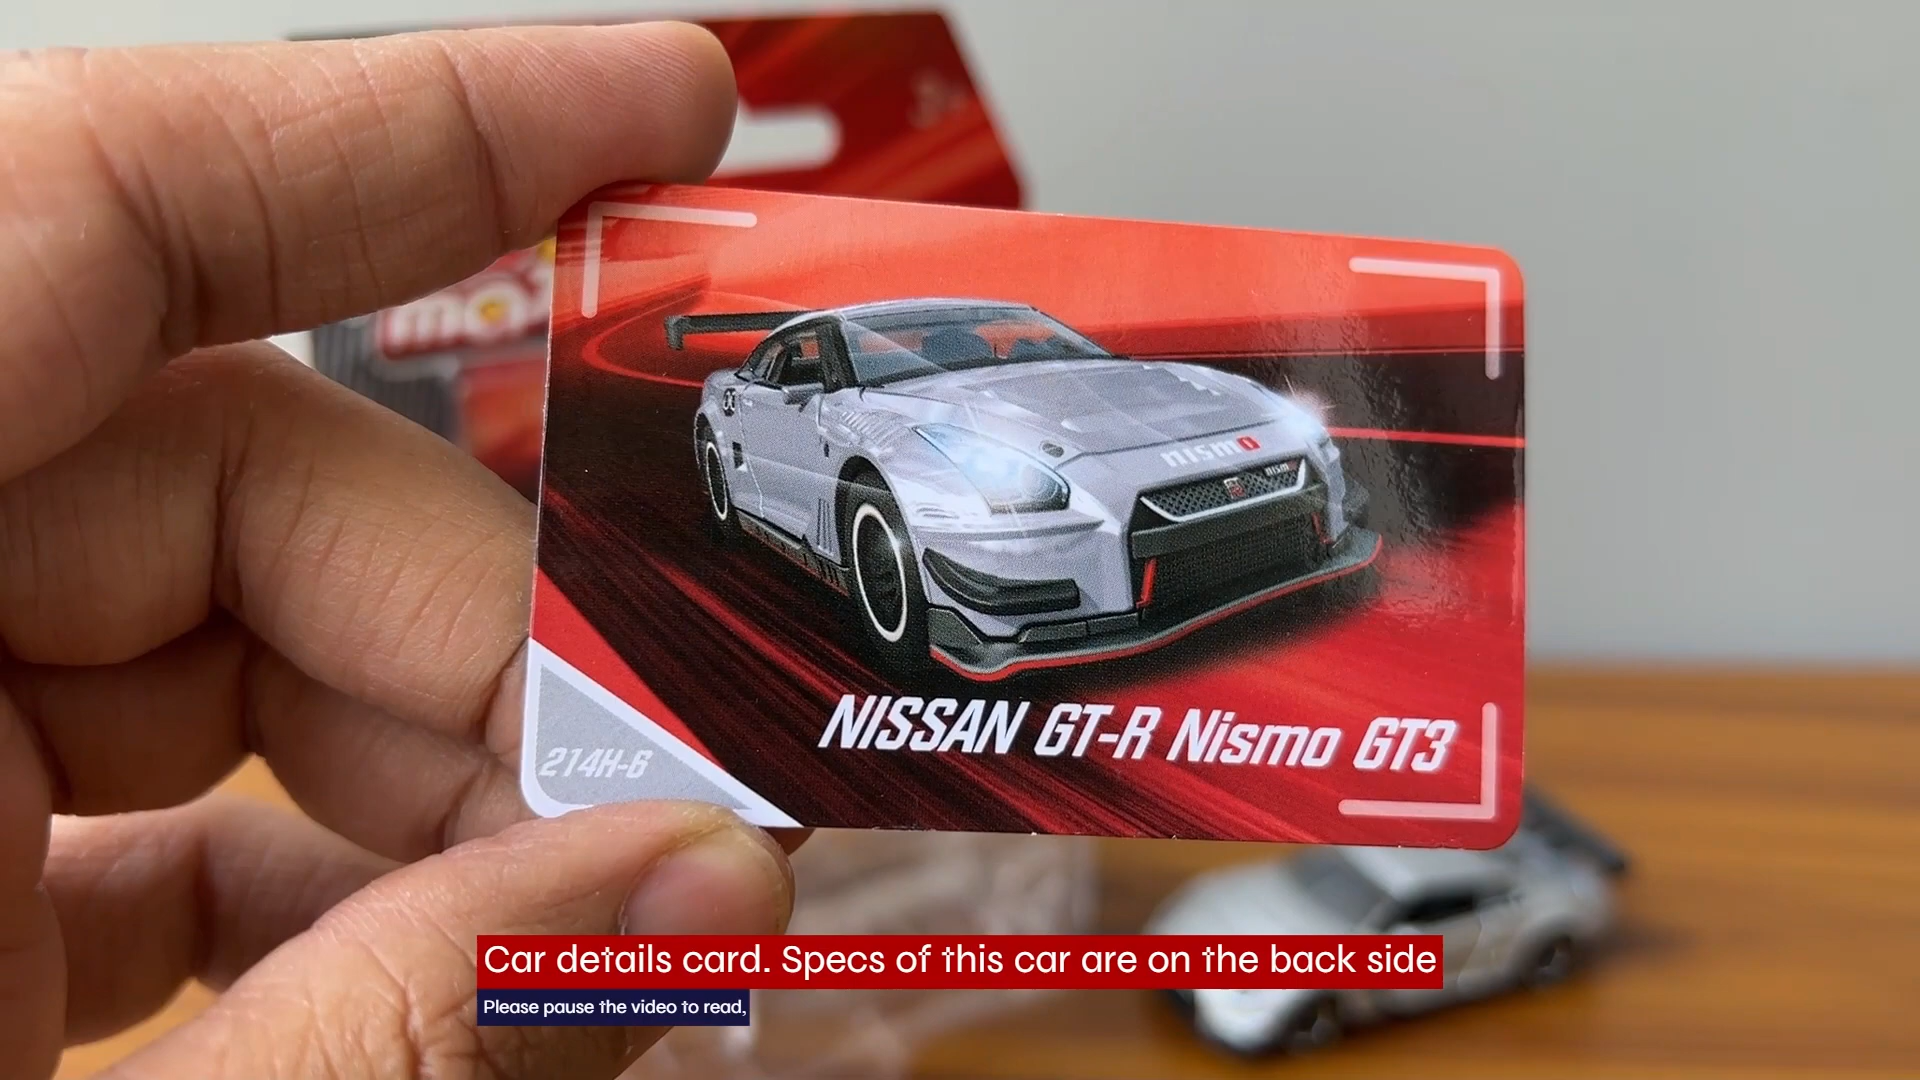 nismo
nism
NISSAN GT-R Nismo GT3
214H-6
Car details card. Specs of this car are on the back side
Please pause the video to read,